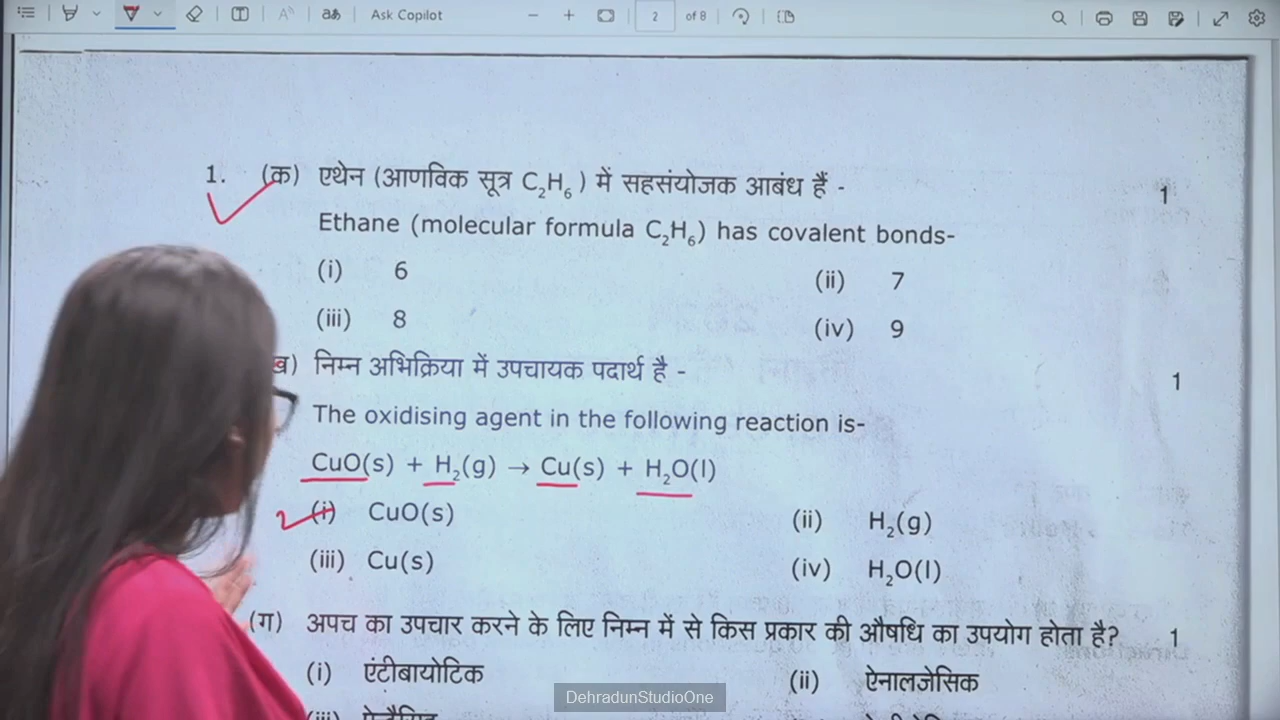 Ask Copilot
2 of 8
1. (क) एथेन (आणविक सूत्र C₂H₆) में सहसंयोजक आबंध हैं - 1
Ethane (molecular formula C₂H₆) has covalent bonds-
(i) 6 (ii) 7
(iii) 8 (iv) 9
ख) निम्न अभिक्रिया में उपचायक पदार्थ है - 1
The oxidising agent in the following reaction is-
CuO(s) + H₂(g) → Cu(s) + H₂O(l)
(i) CuO(s) (ii) H₂(g)
(iii) Cu(s) (iv) H₂O(l)
(ग) अपच का उपचार करने के लिए निम्न में से किस प्रकार की औषधि का उपयोग होता है? 1
(i) एंटीबायोटिक (ii) ऐनालजेसिक
DehradunStudioOne